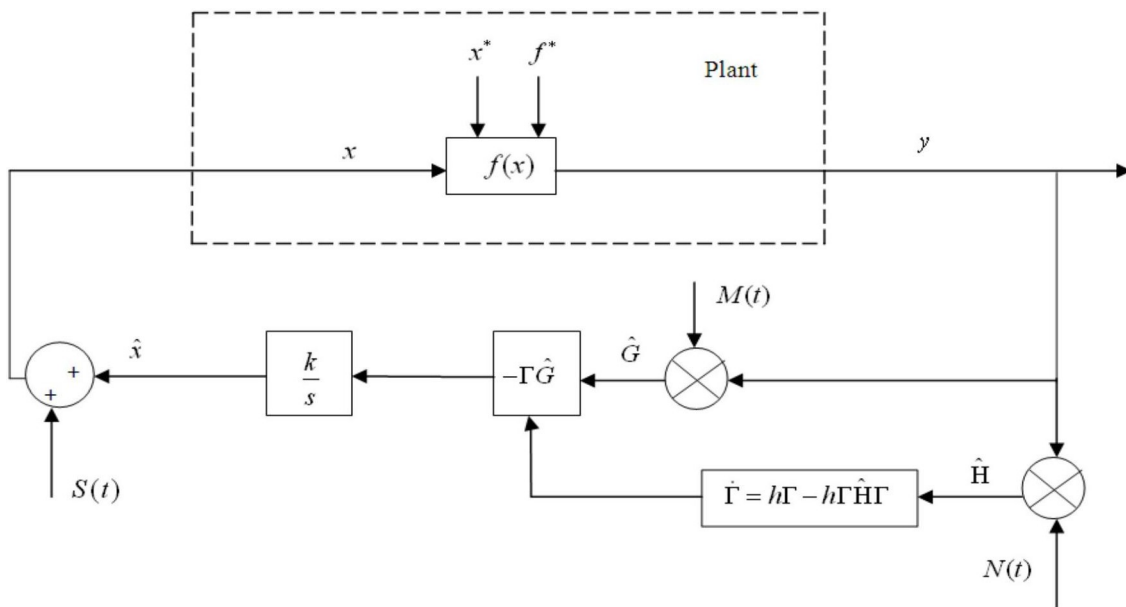 x* f*
Plant
x
f(x)
y
M(t)
x̂
k/s
−ΓĜ
Ĝ
+
+
S(t)
Γ̇ = hΓ − hΓĤΓ
Ĥ
N(t)